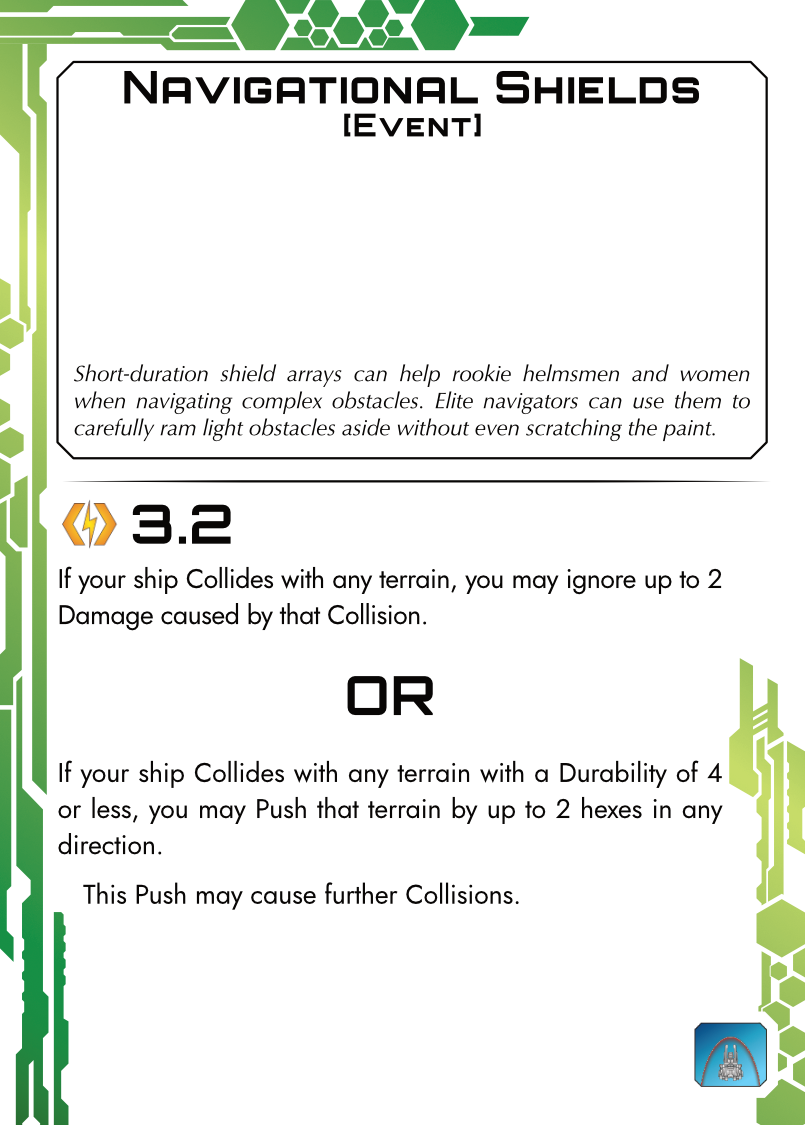 Navigational Shields
[Event]
Short-duration shield arrays can help rookie helmsmen and women
when navigating complex obstacles. Elite navigators can use them to
carefully ram light obstacles aside without even scratching the paint.
3.2
If your ship Collides with any terrain, you may ignore up to 2
Damage caused by that Collision.
OR
If your ship Collides with any terrain with a Durability of 4
or less, you may Push that terrain by up to 2 hexes in any
direction.
This Push may cause further Collisions.